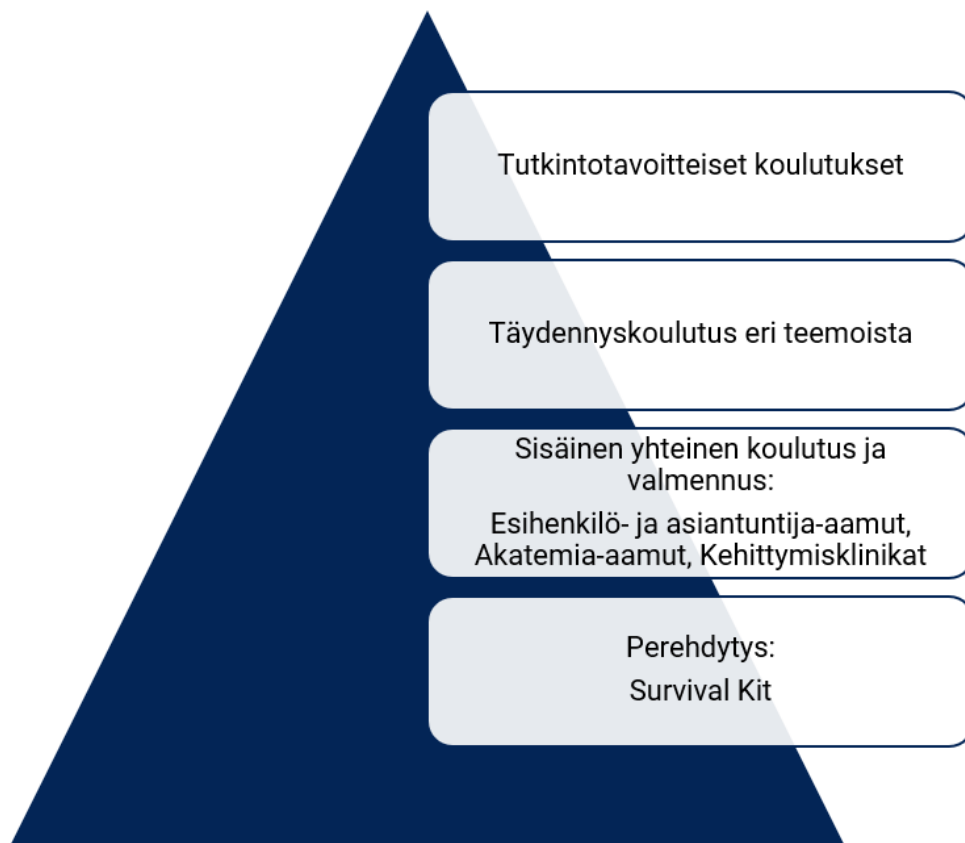 Tutkintotavoitteiset koulutukset
Täydennyskoulutus eri teemoista
Sisäinen yhteinen koulutus ja
valmennus:
Esihenkilö- ja asiantuntija-aamut,
Akatemia-aamut, Kehittymisklinikat
Perehdytys:
Survival Kit